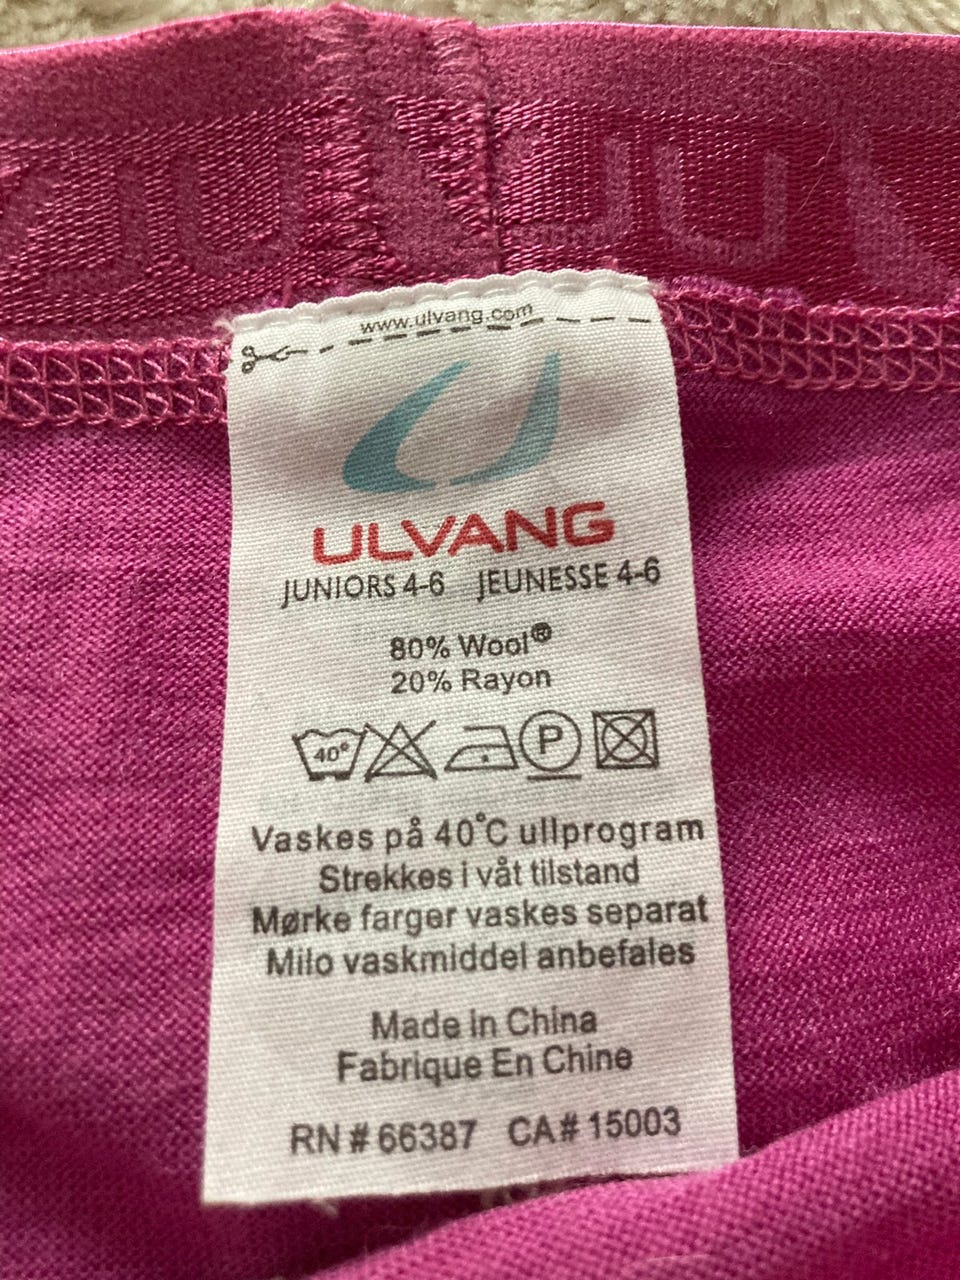 www.ulvang.com
ULVANG
JUNIORS 4-6 JEUNESSE 4-6
80% Wool®
20% Rayon
40° P
Vaskes på 40°C ullprogram
Strekkes i våt tilstand
Mørke farger vaskes separat
Milo vaskmiddel anbefales
Made in China
Fabrique En Chine
RN # 66387 CA# 15003